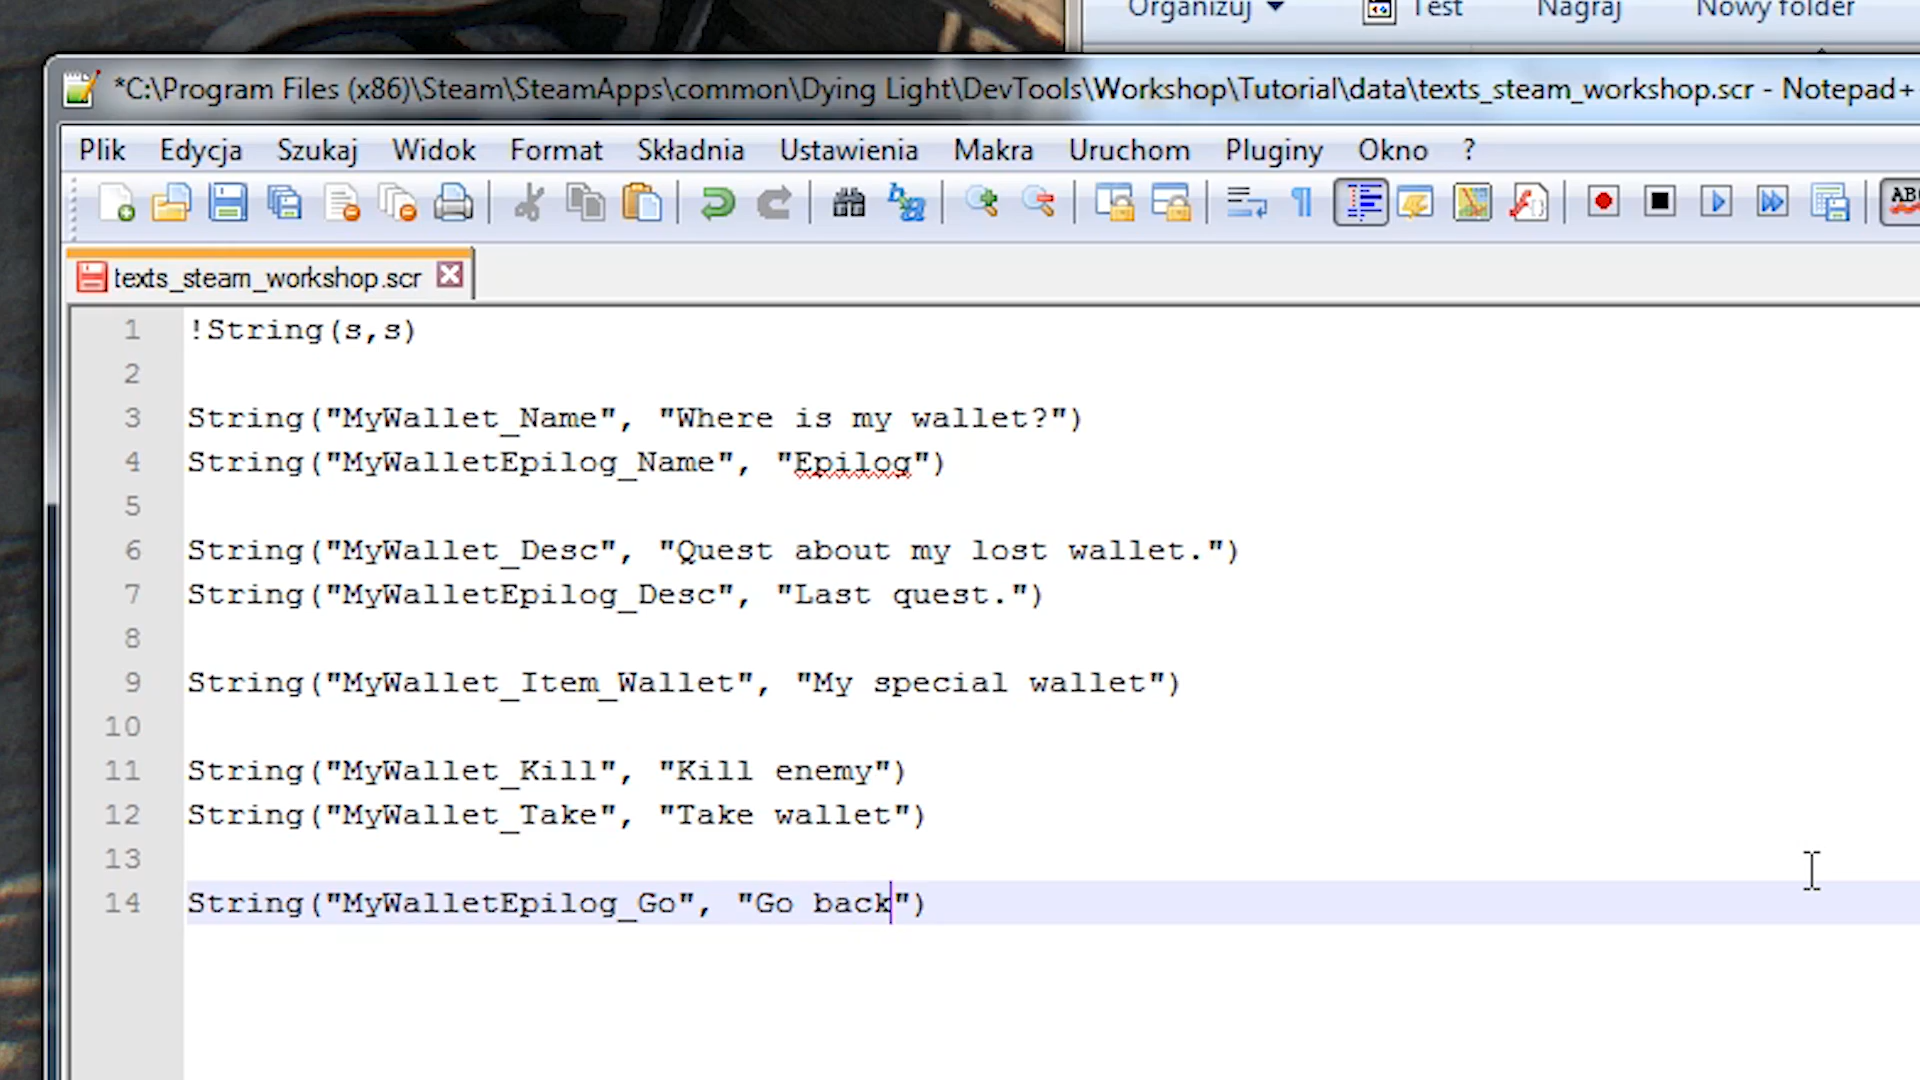 Organizuj Test Nagraj Nowy folder
*C:\Program Files (x86)\Steam\SteamApps\common\Dying Light\DevTools\Workshop\Tutorial\data\texts_steam_workshop.scr - Notepad+
Plik Edycja Szukaj Widok Format Składnia Ustawienia Makra Uruchom Pluginy Okno ?
ABC
texts_steam_workshop.scr
1 !String(s,s)
2
3 String("MyWallet_Name", "Where is my wallet?")
4 String("MyWalletEpilog_Name", "Epilog")
5
6 String("MyWallet_Desc", "Quest about my lost wallet.")
7 String("MyWalletEpilog_Desc", "Last quest.")
8
9 String("MyWallet_Item_Wallet", "My special wallet")
10
11 String("MyWallet_Kill", "Kill enemy")
12 String("MyWallet_Take", "Take wallet")
13
14 String("MyWalletEpilog_Go", "Go back")